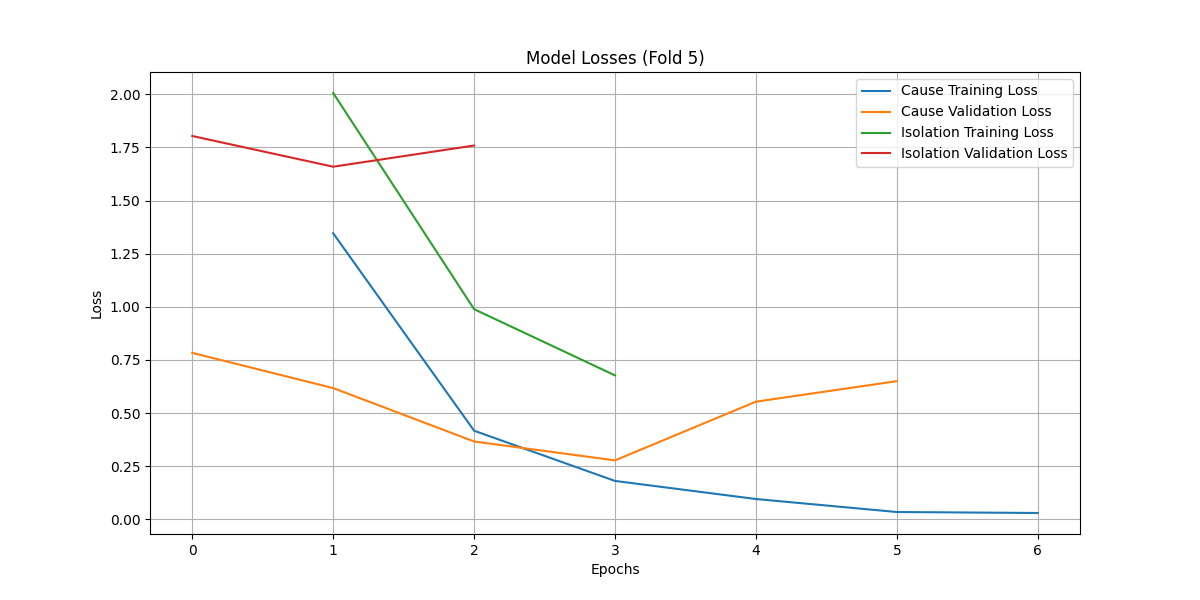 Model Losses (Fold 5)
Cause Training Loss
Cause Validation Loss
Isolation Training Loss
Isolation Validation Loss
2.00
1.75
1.50
1.25
1.00
0.75
0.50
0.25
0.00
Loss
0 1 2 3 4 5 6
Epochs